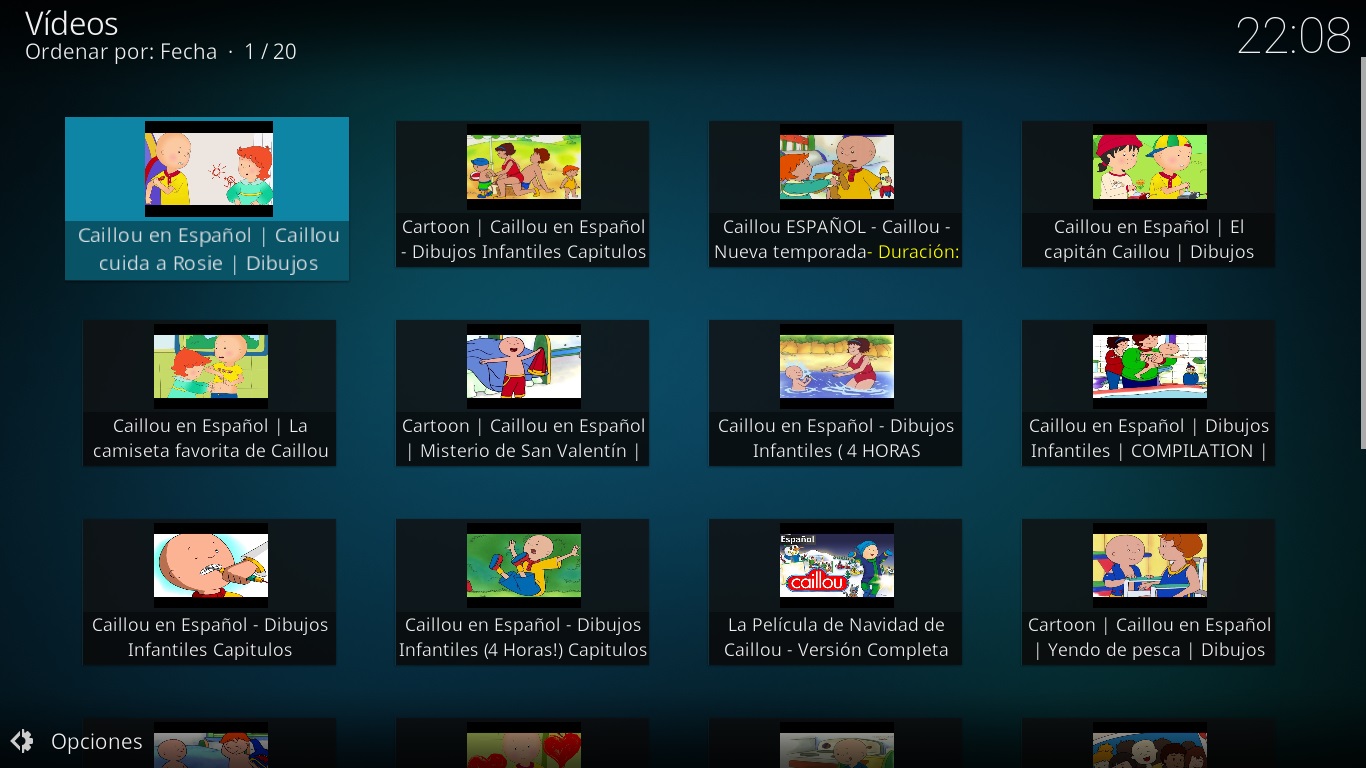 Vídeos
Ordenar por: Fecha · 1 / 20
22:08
Caillou en Español | Caillou
cuida a Rosie | Dibujos
Cartoon | Caillou en Español
- Dibujos Infantiles Capitulos
Caillou ESPAÑOL - Caillou -
Nueva temporada- Duración:
Caillou en Español | El
capitán Caillou | Dibujos
Caillou en Español | La
camiseta favorita de Caillou
Cartoon | Caillou en Español
| Misterio de San Valentín |
Caillou en Español - Dibujos
Infantiles ( 4 HORAS
Caillou en Español | Dibujos
Infantiles | COMPILATION |
Caillou en Español - Dibujos
Infantiles Capitulos
Caillou en Español - Dibujos
Infantiles (4 Horas!) Capitulos
Español
caillou
La Película de Navidad de
Caillou - Versión Completa
Cartoon | Caillou en Español
| Yendo de pesca | Dibujos
Opciones